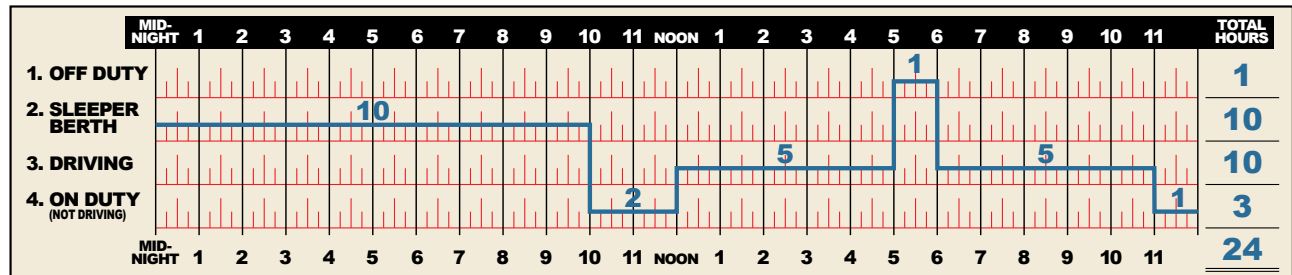 MID-NIGHT 1 2 3 4 5 6 7 8 9 10 11 NOON 1 2 3 4 5 6 7 8 9 10 11 TOTAL HOURS
1. OFF DUTY 1 1
2. SLEEPER BERTH 10 10
3. DRIVING 5 5 10
4. ON DUTY (NOT DRIVING) 2 1 3
MID-NIGHT 1 2 3 4 5 6 7 8 9 10 11 NOON 1 2 3 4 5 6 7 8 9 10 11 24